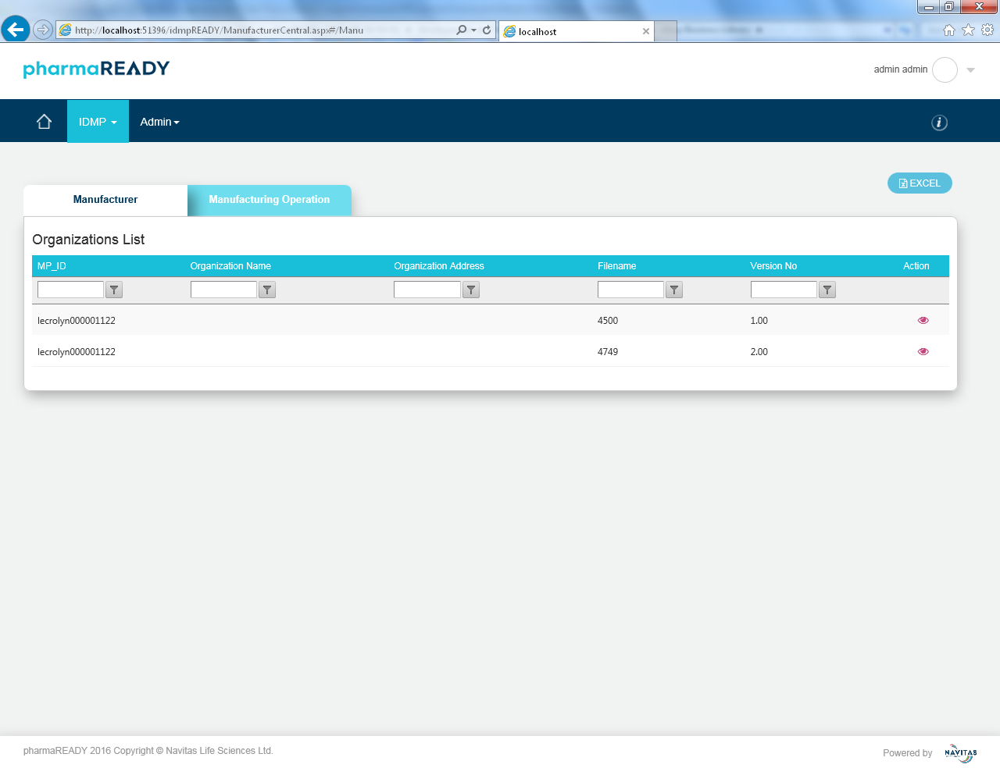 http://localhost:51396/idmpREADY/ManufacturerCentral.aspx#/Manu
localhost
pharmaREADY
admin admin
IDMP
Admin
EXCEL
Manufacturer
Manufacturing Operation
Organizations List
MP_ID Organization Name Organization Address Filename Version No Action
lecrolyn000001122 4500 1.00
lecrolyn000001122 4749 2.00
pharmaREADY 2016 Copyright © Navitas Life Sciences Ltd.
Powered by NAVITAS